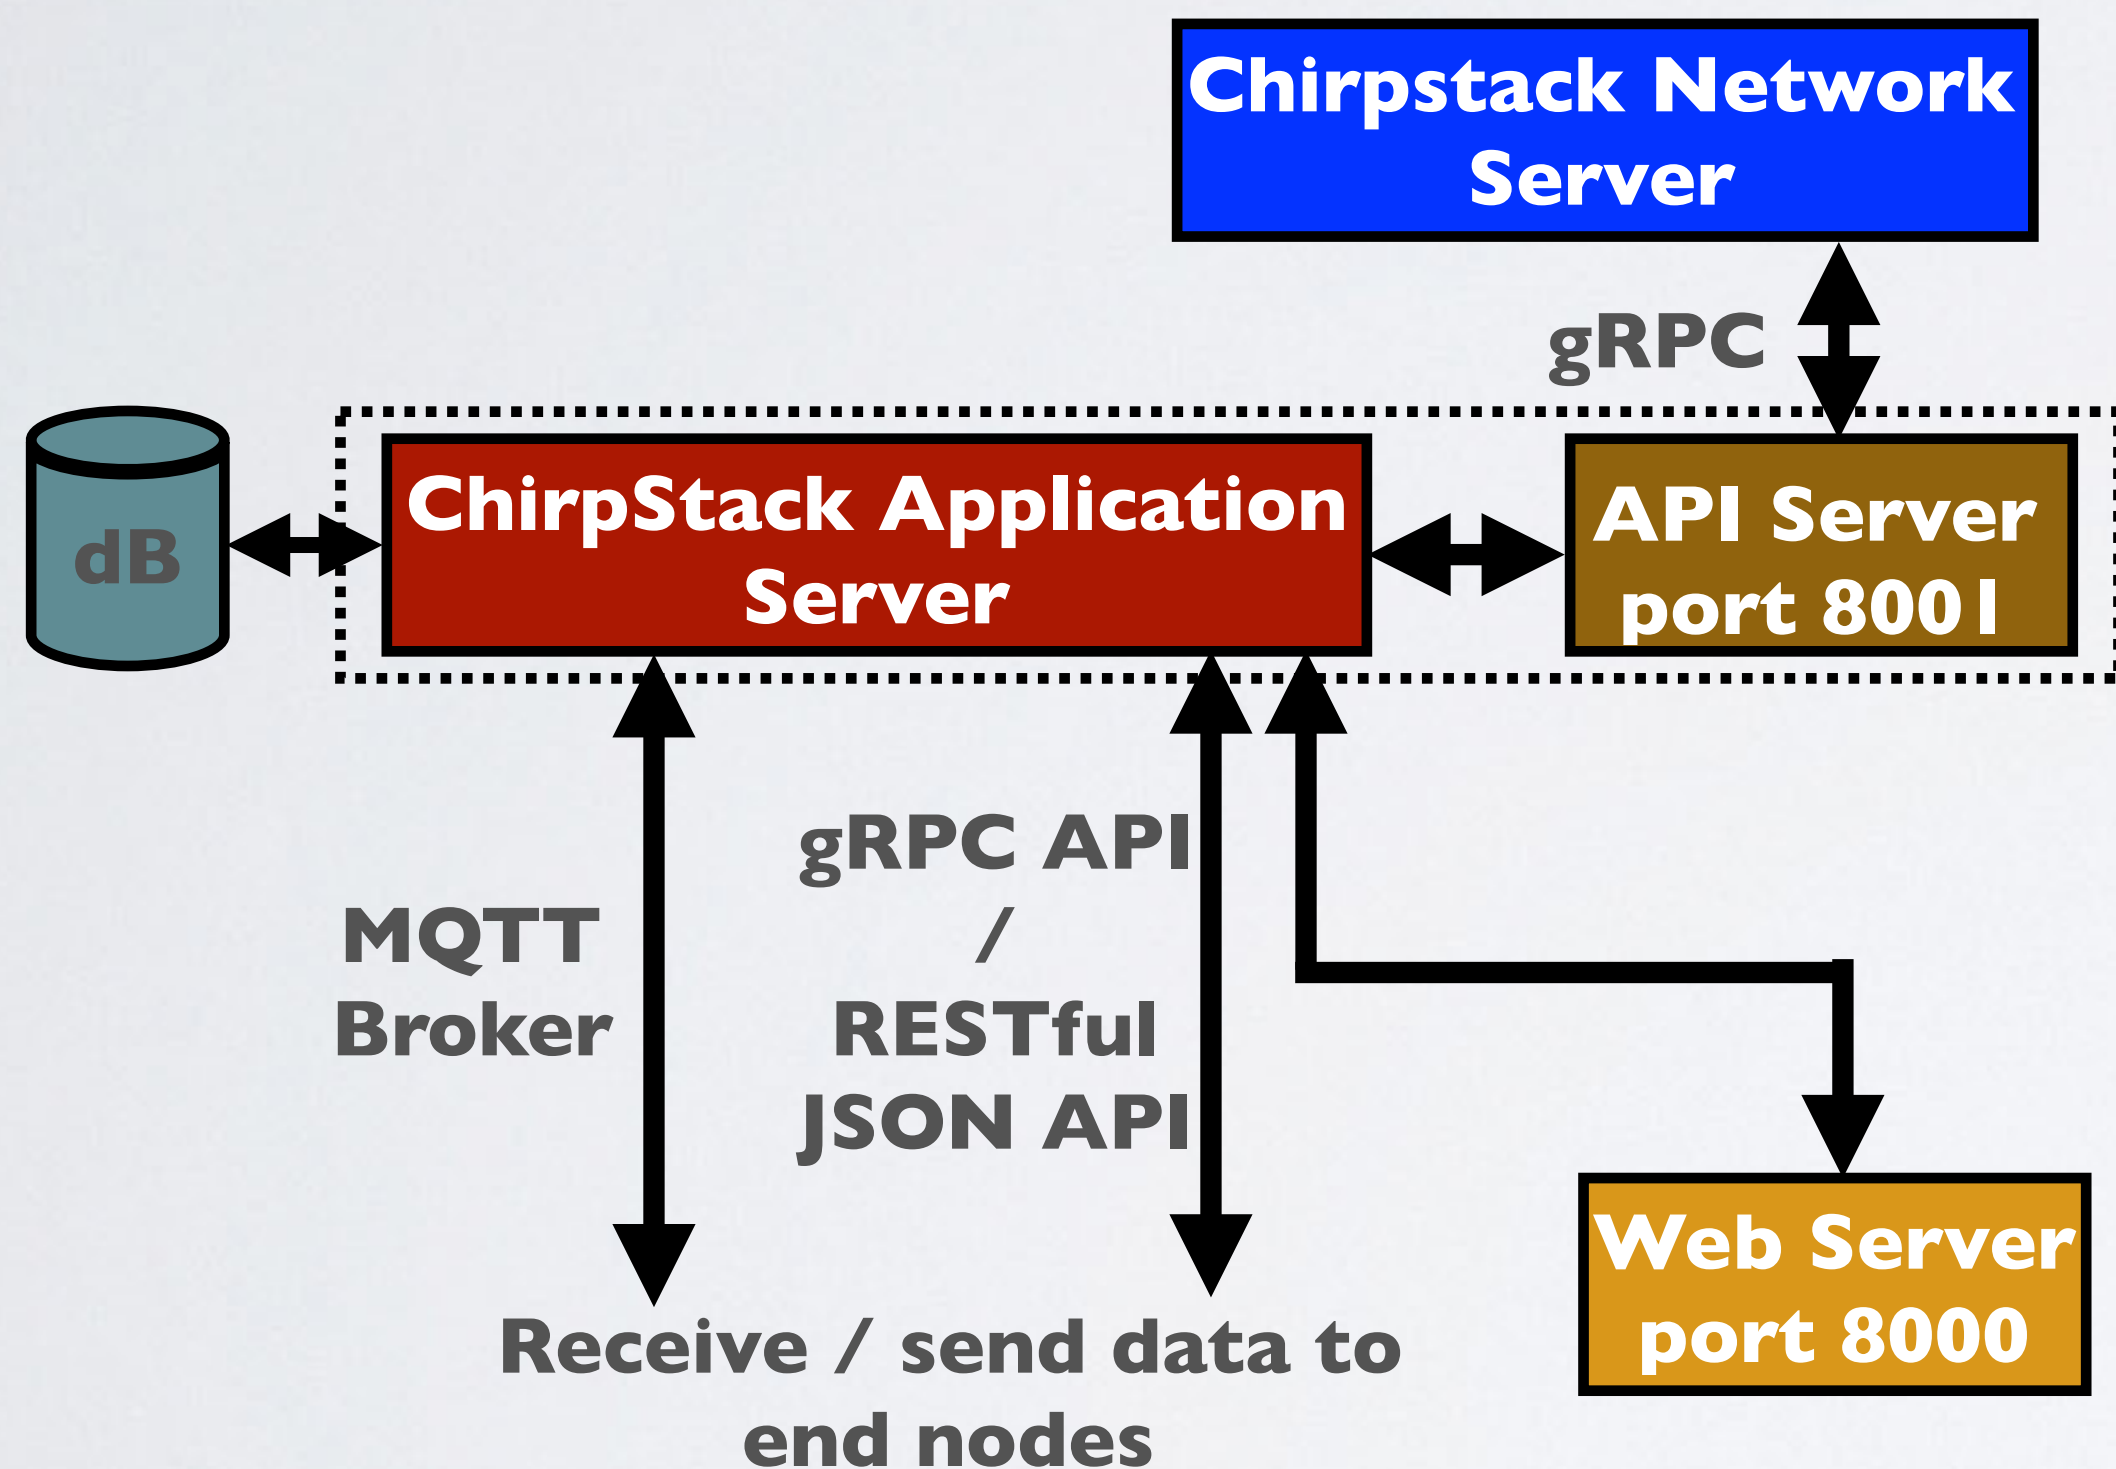 Chirpstack Network
Server
gRPC
dB
ChirpStack Application
Server
API Server
port 8001
MQTT
Broker
gRPC API
/
RESTful
JSON API
Web Server
port 8000
Receive / send data to
end nodes